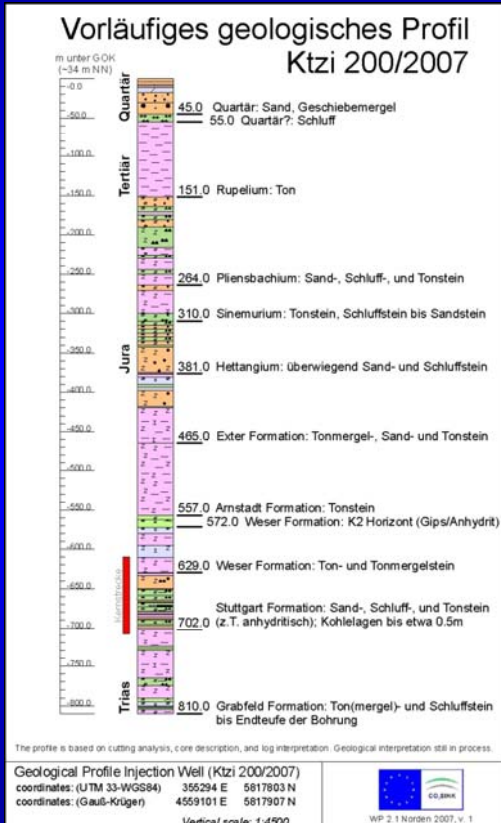 Vorläufiges geologisches Profil
Ktzi 200/2007
m unter GOK
(~34 m NN)
-0.0
-50.0
-100.0
-150.0
-200.0
-250.0
-300.0
-350.0
-400.0
-450.0
-500.0
-550.0
-600.0
-650.0
-700.0
-750.0
-800.0
Quartär
Tertiär
Jura
Trias
Kernstrecke
45.0 Quartär: Sand, Geschiebemergel
55.0 Quartär?: Schluff
151.0 Rupelium: Ton
264.0 Pliensbachium: Sand-, Schluff-, und Tonstein
310.0 Sinemurium: Tonstein, Schluffstein bis Sandstein
381.0 Hettangium: überwiegend Sand- und Schluffstein
465.0 Exter Formation: Tonmergel-, Sand- und Tonstein
557.0 Arnstadt Formation: Tonstein
572.0 Weser Formation: K2 Horizont (Gips/Anhydrit)
629.0 Weser Formation: Ton- und Tonmergelstein
Stuttgart Formation: Sand-, Schluff-, und Tonstein
702.0 (z.T. anhydritisch); Kohlelagen bis etwa 0.5m
810.0 Grabfeld Formation: Ton(mergel)- und Schluffstein
bis Endteufe der Bohrung
The profile is based on cutting analysis, core description, and log interpretation. Geological interpretation still in process.
Geological Profile Injection Well (Ktzi 200/2007)
coordinates: (UTM 33-WGS84) 355294 E 5817803 N
coordinates: (Gauß-Krüger) 4559101 E 5817907 N
Vertical scale: 1:4500
CO₂SINK
WP 2.1 Norden 2007, v. 1